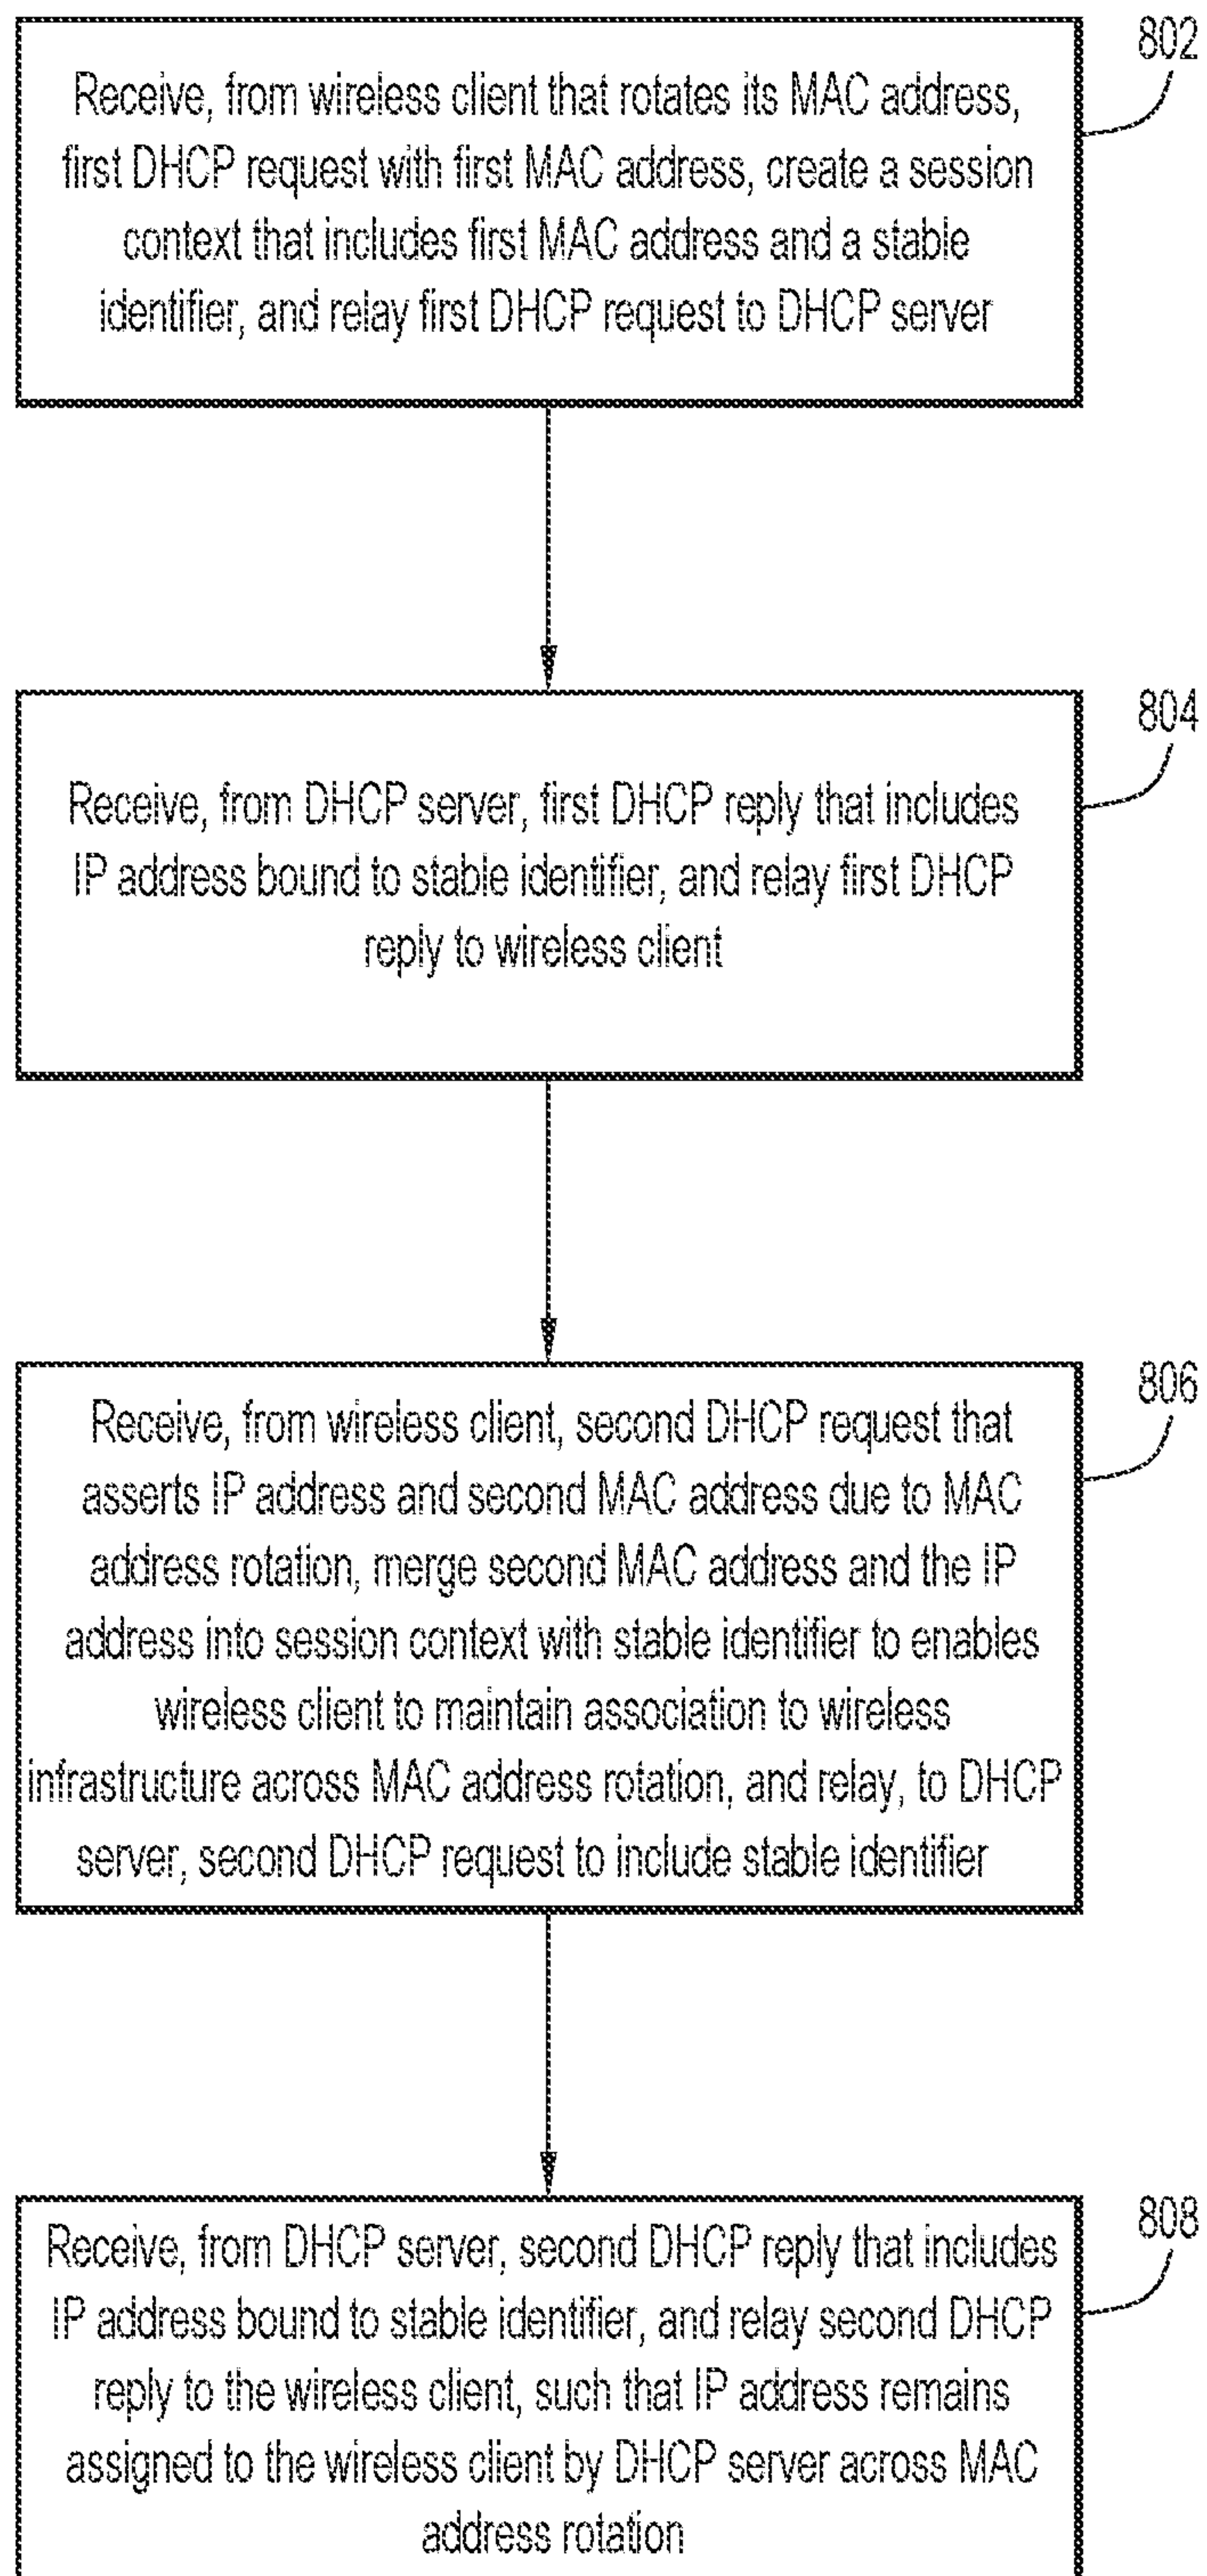 802
Receive, from wireless client that rotates its MAC address,
first DHCP request with first MAC address, create a session
context that includes first MAC address and a stable
identifier, and relay first DHCP request to DHCP server
804
Receive, from DHCP server, first DHCP reply that includes
IP address bound to stable identifier, and relay first DHCP
reply to wireless client
806
Receive, from wireless client, second DHCP request that
asserts IP address and second MAC address due to MAC
address rotation, merge second MAC address and the IP
address into session context with stable identifier to enables
wireless client to maintain association to wireless
infrastructure across MAC address rotation, and relay, to DHCP
server, second DHCP request to include stable identifier
808
Receive, from DHCP server, second DHCP reply that includes
IP address bound to stable identifier, and relay second DHCP
reply to the wireless client, such that IP address remains
assigned to the wireless client by DHCP server across MAC
address rotation